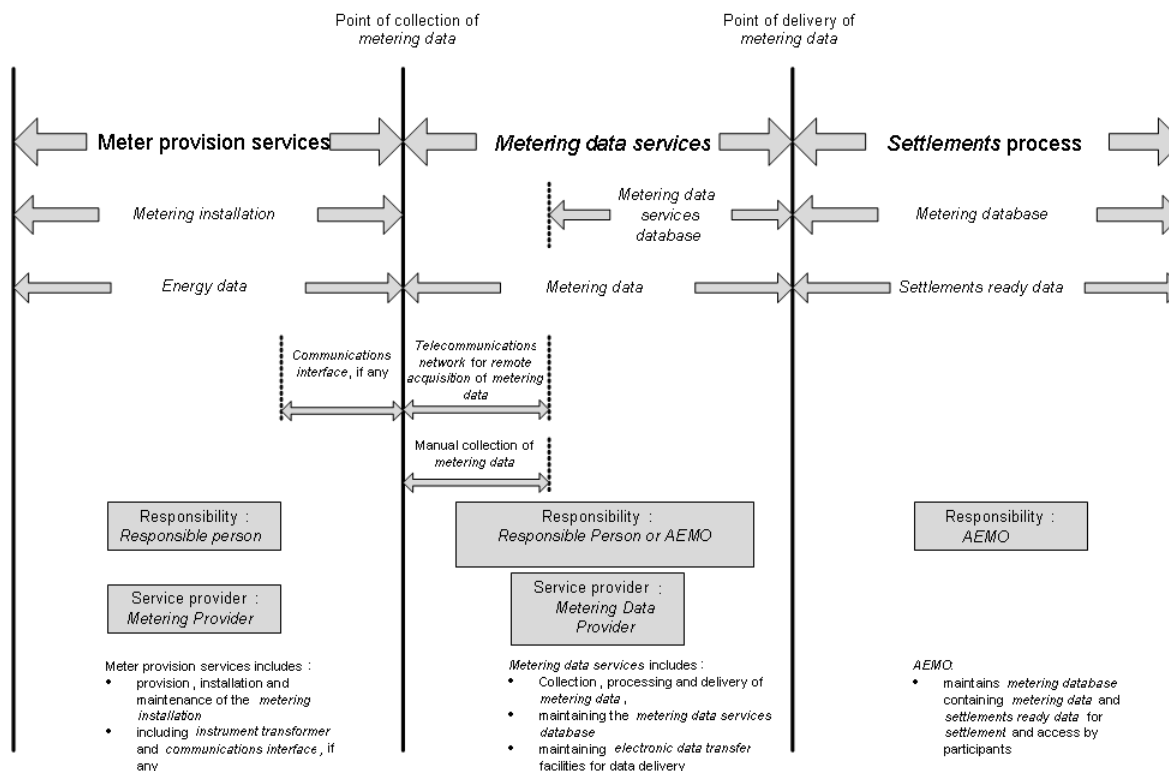 Point of collection of
metering data
Point of delivery of
metering data
Meter provision services
Metering data services
Settlements process
Metering installation
Metering data
services
database
Metering database
Energy data
Metering data
Settlements ready data
Communications
interface, if any
Telecommunications
network for remote
acquisition of metering
data
Manual collection of
metering data
Responsibility :
Responsible person
Responsibility :
Responsible Person or AEMO
Responsibility :
AEMO
Service provider :
Metering Provider
Service provider :
Metering Data
Provider
Meter provision services includes :
• provision, installation and
maintenance of the metering
installation
• including instrument transformer
and communications interface, if
any
Metering data services includes :
• Collection, processing and delivery of
metering data,
• maintaining the metering data services
database
• maintaining electronic data transfer
facilities for data delivery
AEMO:
• maintains metering database
containing metering data and
settlements ready data for
settlement and access by
participants